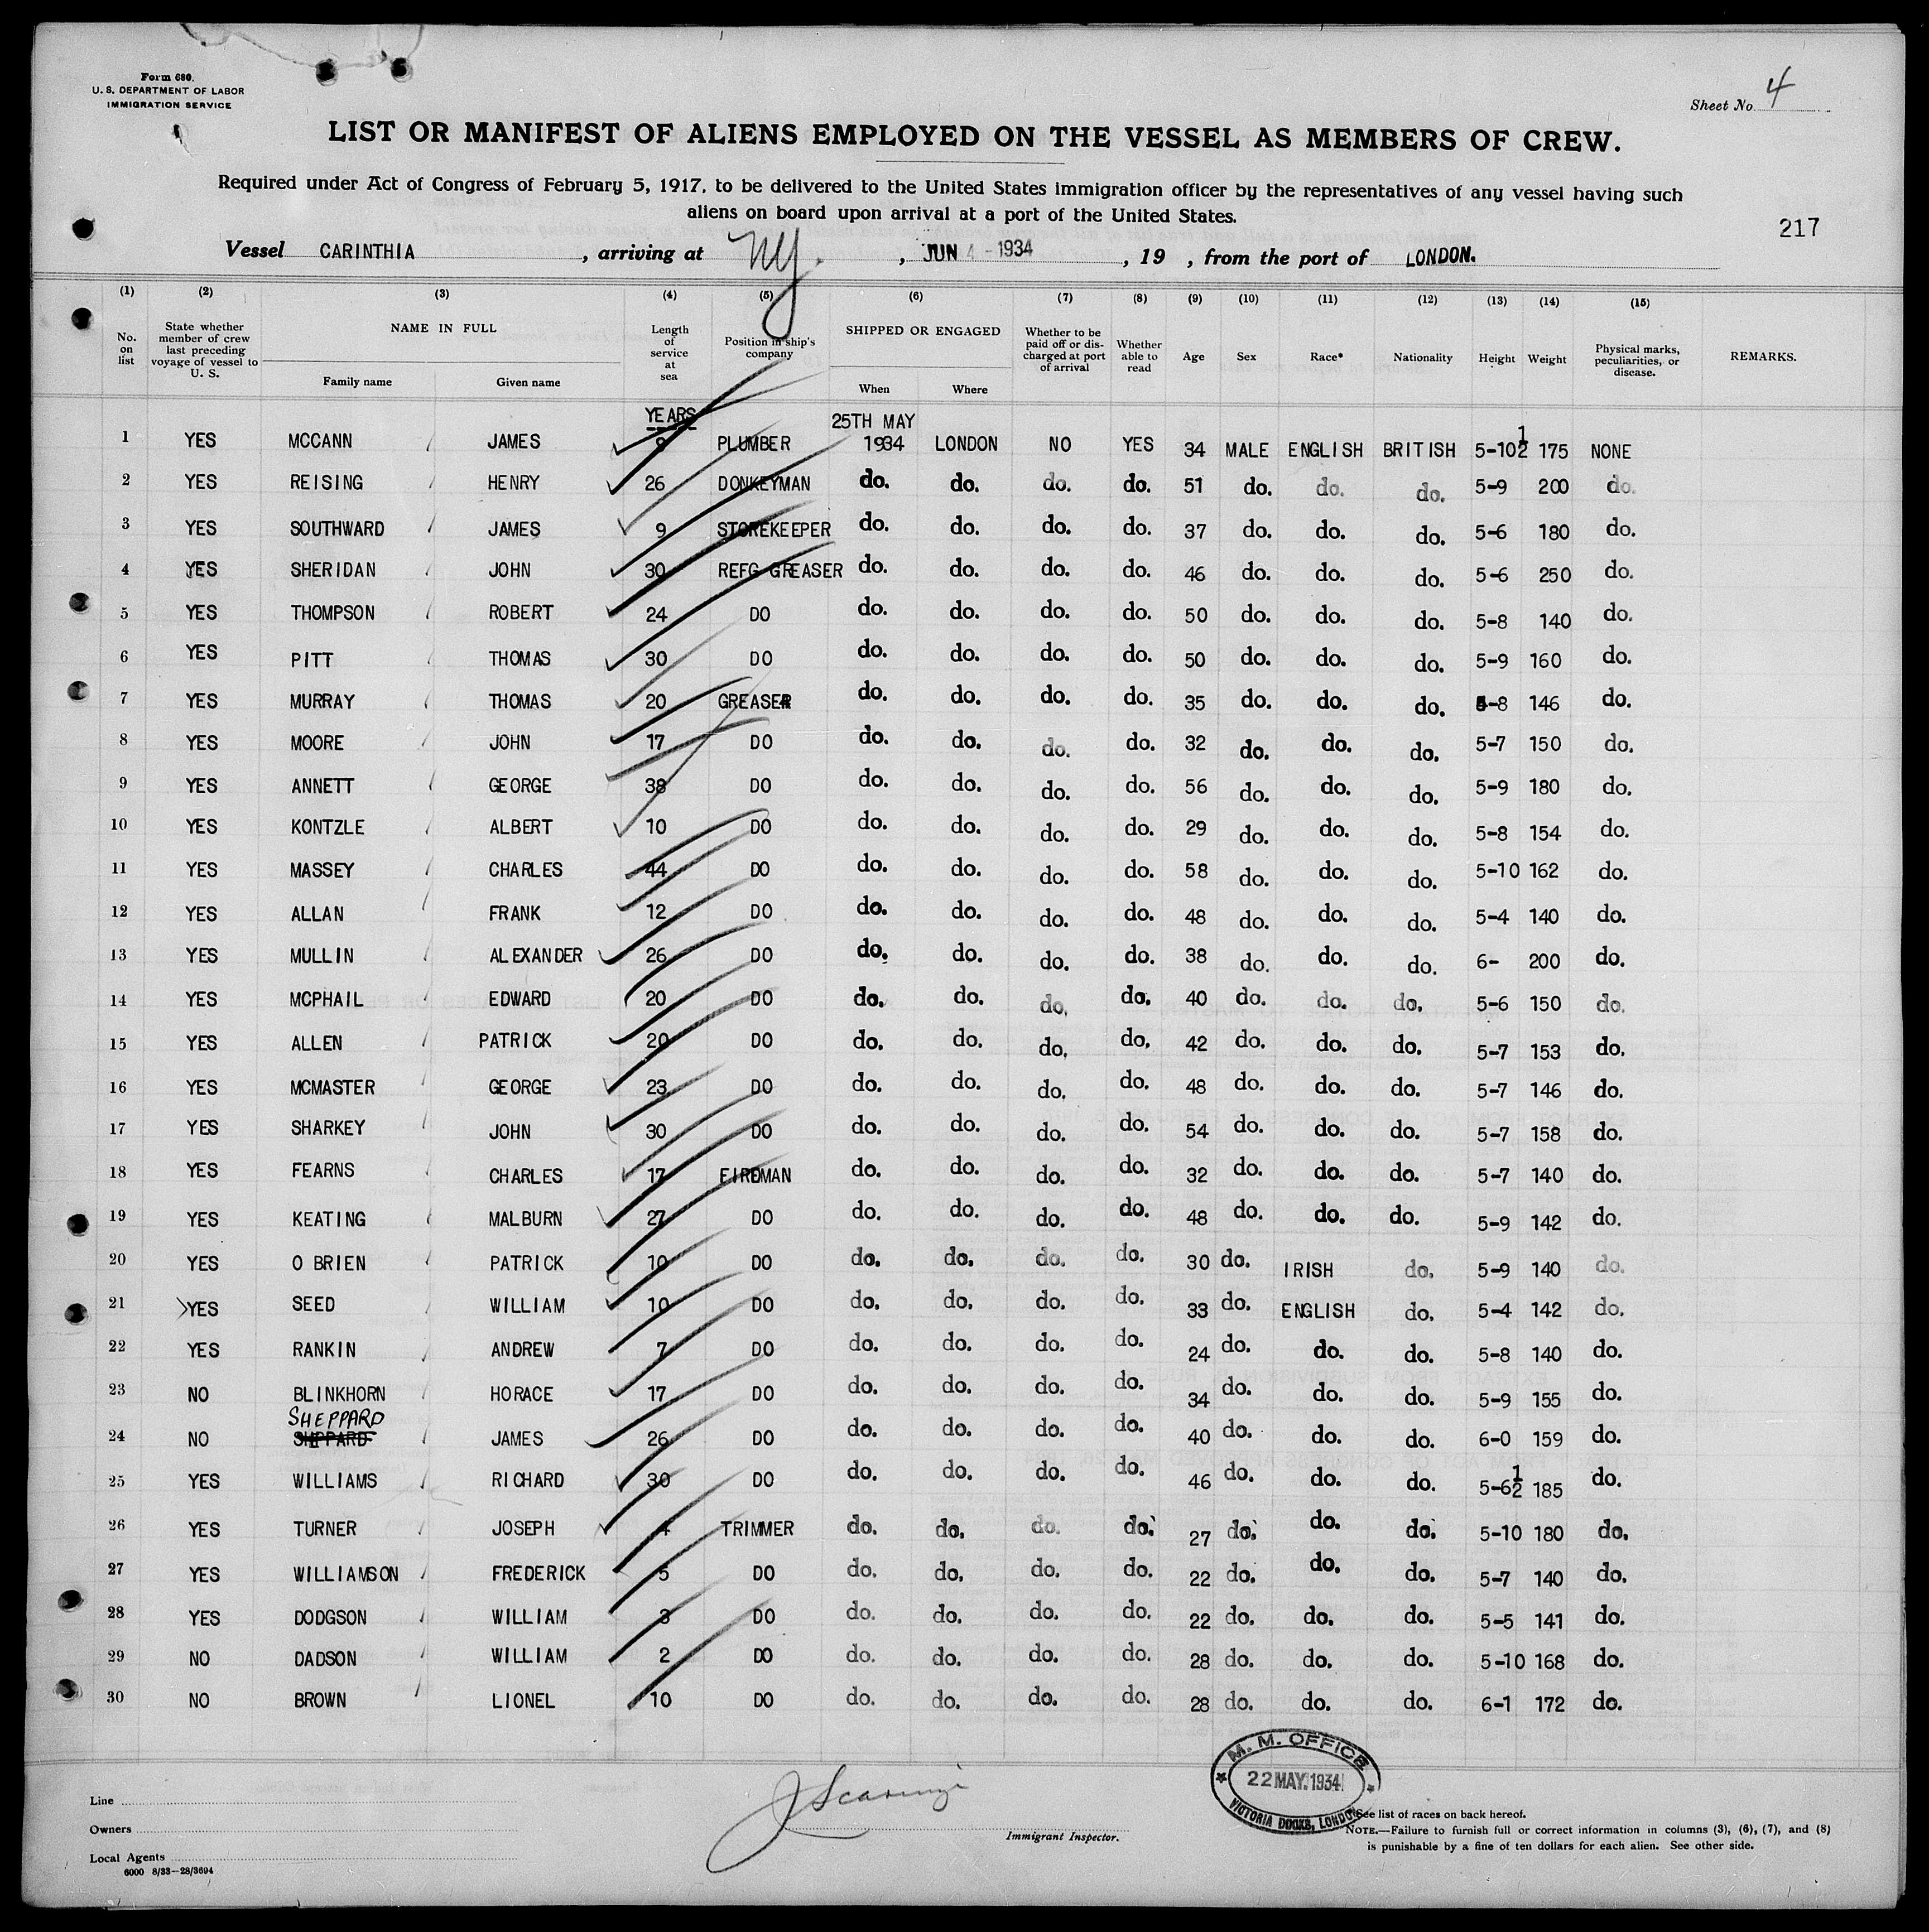 Form 680.
U. S. DEPARTMENT OF LABOR
IMMIGRATION SERVICE
Sheet No. 4
LIST OR MANIFEST OF ALIENS EMPLOYED ON THE VESSEL AS MEMBERS OF CREW.
Required under Act of Congress of February 5, 1917, to be delivered to the United States immigration officer by the representatives of any vessel having such
aliens on board upon arrival at a port of the United States.
217
Vessel CARINTHIA, arriving at NY., JUN 4 - 1934, 19 , from the port of LONDON.
(1) (2) (3) (4) (5) (6) (7) (8) (9) (10) (11) (12) (13) (14) (15)
No. on list State whether member of crew last preceding voyage of vessel to U. S. NAME IN FULL Family name Given name Length of service at sea Position in ship's company SHIPPED OR ENGAGED When Where Whether to be paid off or discharged at port of arrival Whether able to read Age Sex Race* Nationality Height Weight Physical marks, peculiarities, or disease. REMARKS.
YEARS 25TH MAY
1 YES MCCANN JAMES 9 PLUMBER 1934 LONDON NO YES 34 MALE ENGLISH BRITISH 5-10½ 175 NONE
2 YES REISING HENRY 26 DONKEYMAN do. do. do. do. 51 do. do. do. 5-9 200 do.
3 YES SOUTHWARD JAMES 9 STOREKEEPER do. do. do. do. 37 do. do. do. 5-6 180 do.
4 YES SHERIDAN JOHN 30 REFG GREASER do. do. do. do. 46 do. do. do. 5-6 250 do.
5 YES THOMPSON ROBERT 24 DO do. do. do. do. 50 do. do. do. 5-8 140 do.
6 YES PITT THOMAS 30 DO do. do. do. do. 50 do. do. do. 5-9 160 do.
7 YES MURRAY THOMAS 20 GREASER do. do. do. do. 35 do. do. do. 5-8 146 do.
8 YES MOORE JOHN 17 DO do. do. do. do. 32 do. do. do. 5-7 150 do.
9 YES ANNETT GEORGE 38 DO do. do. do. do. 56 do. do. do. 5-9 180 do.
10 YES KONTZLE ALBERT 10 DO do. do. do. do. 29 do. do. do. 5-8 154 do.
11 YES MASSEY CHARLES 44 DO do. do. do. do. 58 do. do. do. 5-10 162 do.
12 YES ALLAN FRANK 12 DO do. do. do. do. 48 do. do. do. 5-4 140 do.
13 YES MULLIN ALEXANDER 26 DO do. do. do. do. 38 do. do. do. 6- 200 do.
14 YES MCPHAIL EDWARD 20 DO do. do. do. do. 40 do. do. do. 5-6 150 do.
15 YES ALLEN PATRICK 20 DO do. do. do. do. 42 do. do. do. 5-7 153 do.
16 YES MCMASTER GEORGE 23 DO do. do. do. do. 48 do. do. do. 5-7 146 do.
17 YES SHARKEY JOHN 30 DO do. do. do. do. 54 do. do. do. 5-7 158 do.
18 YES FEARNS CHARLES 17 FIREMAN do. do. do. do. 32 do. do. do. 5-7 140 do.
19 YES KEATING MALBURN 27 DO do. do. do. do. 48 do. do. do. 5-9 142 do.
20 YES O BRIEN PATRICK 10 DO do. do. do. do. 30 do. IRISH do. 5-9 140 do.
21 YES SEED WILLIAM 10 DO do. do. do. do. 33 do. ENGLISH do. 5-4 142 do.
22 YES RANKIN ANDREW 7 DO do. do. do. do. 24 do. do. do. 5-8 140 do.
23 NO BLINKHORN HORACE 17 DO do. do. do. do. 34 do. do. do. 5-9 155 do.
SHEPPARD
24 NO SHPPARD JAMES 26 DO do. do. do. do. 40 do. do. do. 6-0 159 do.
25 YES WILLIAMS RICHARD 30 DO do. do. do. do. 46 do. do. do. 5-6½ 185 do.
26 YES TURNER JOSEPH 4 TRIMMER do. do. do. do. 27 do. do. do. 5-10 180 do.
27 YES WILLIAMSON FREDERICK 5 DO do. do. do. do. 22 do. do. do. 5-7 140 do.
28 YES DODGSON WILLIAM 3 DO do. do. do. do. 22 do. do. do. 5-5 141 do.
29 NO DADSON WILLIAM 2 DO do. do. do. do. 28 do. do. do. 5-10 168 do.
30 NO BROWN LIONEL 10 DO do. do. do. do. 28 do. do. do. 6-1 172 do.
M. M. OFFICE
22 MAY. 1934
VICTORIA DOCKS, LONDON
Line
Owners
Local Agents
6000 8/33-28/3694
Immigrant Inspector.
*See list of races on back hereof.
NOTE.—Failure to furnish full or correct information in columns (3), (6), (7), and (8)
is punishable by a fine of ten dollars for each alien. See other side.